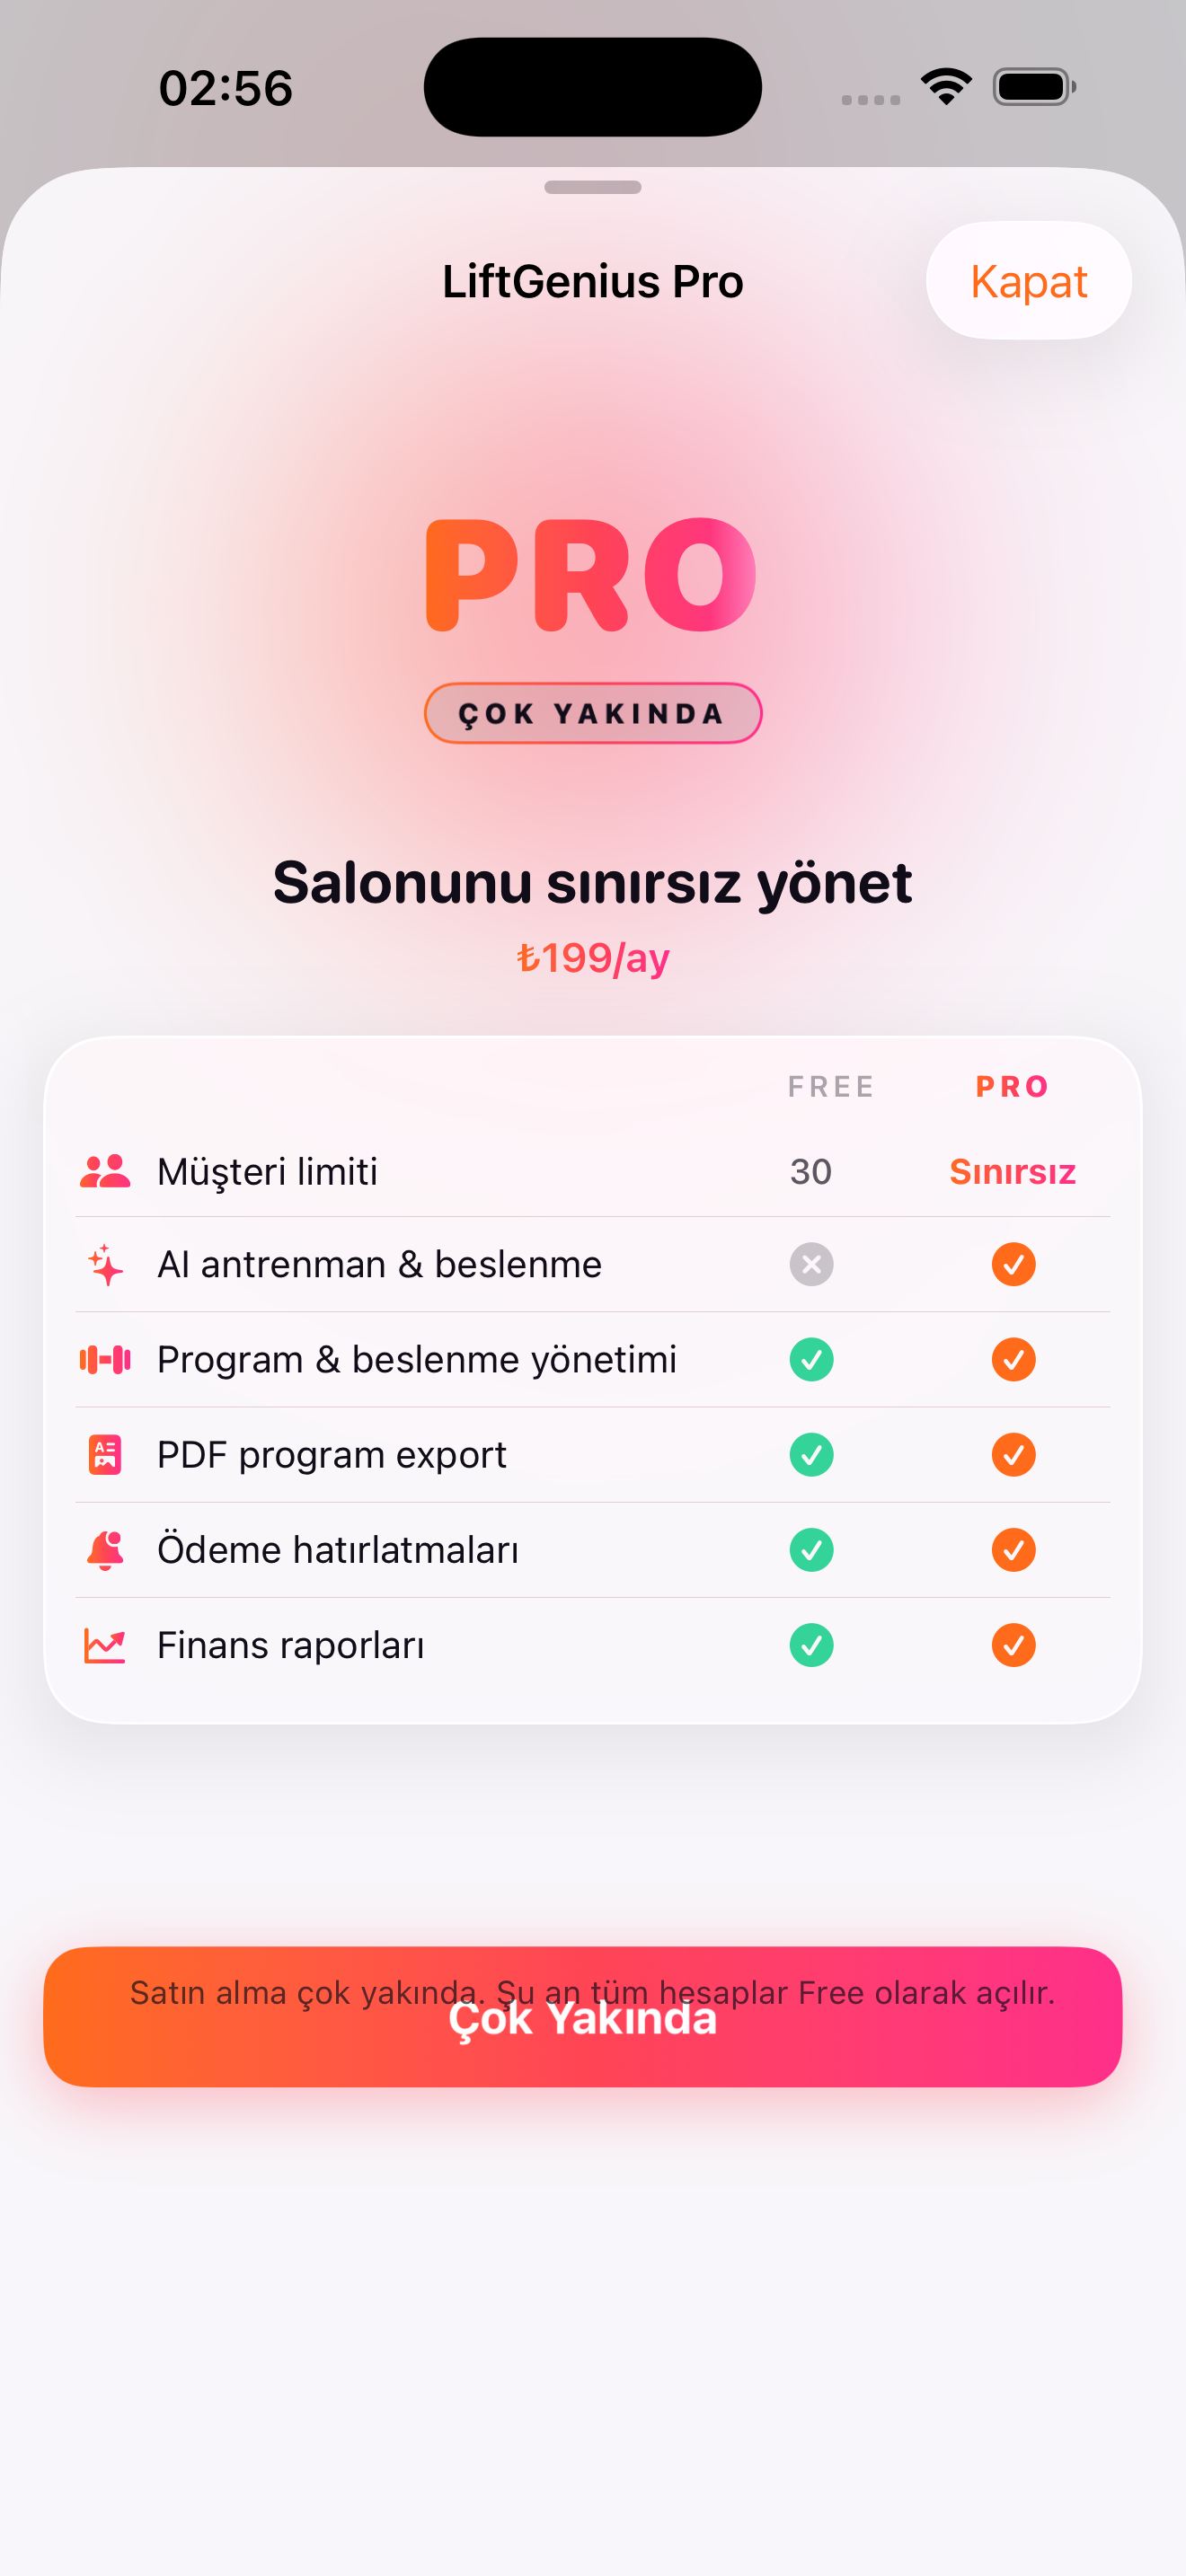 02:56
LiftGenius Pro
Kapat
PRO
ÇOK YAKINDA
Salonunu sınırsız yönet
₺199/ay
FREE PRO
Müşteri limiti 30 Sınırsız
AI antrenman & beslenme
Program & beslenme yönetimi
PDF program export
Ödeme hatırlatmaları
Finans raporları
Satın alma çok yakında. Şu an tüm hesaplar Free olarak açılır.
Çok Yakında